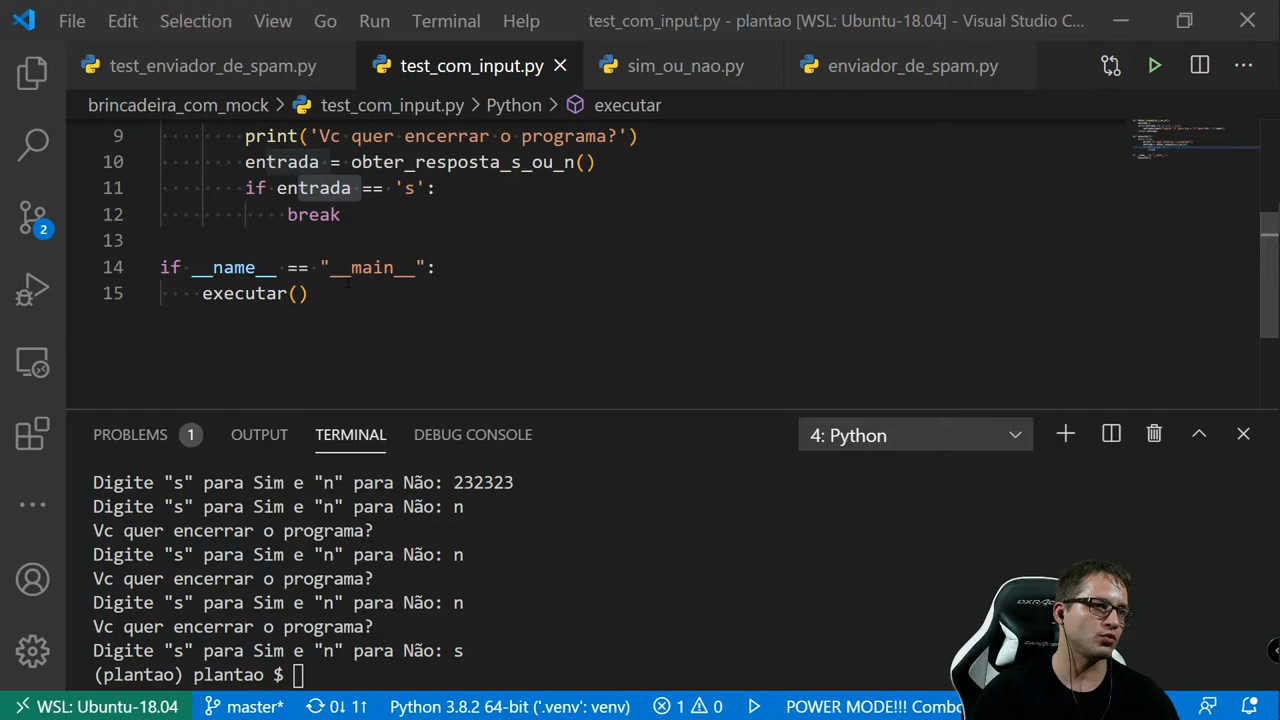 File Edit Selection View Go Run Terminal Help test_com_input.py - plantao [WSL: Ubuntu-18.04] - Visual Studio C...
test_enviador_de_spam.py test_com_input.py sim_ou_nao.py enviador_de_spam.py
brincadeira_com_mock > test_com_input.py > Python > executar
9 print('Vc quer encerrar o programa?')
10 entrada = obter_resposta_s_ou_n()
11 if entrada == 's':
12 break
13
14 if __name__ == "__main__":
15 executar()
2
PROBLEMS 1 OUTPUT TERMINAL DEBUG CONSOLE 4: Python
Digite "s" para Sim e "n" para Não: 232323
Digite "s" para Sim e "n" para Não: n
Vc quer encerrar o programa?
Digite "s" para Sim e "n" para Não: n
Vc quer encerrar o programa?
Digite "s" para Sim e "n" para Não: n
Vc quer encerrar o programa?
Digite "s" para Sim e "n" para Não: s
(plantao) plantao $
WSL: Ubuntu-18.04 master* 0↓ 1↑ Python 3.8.2 64-bit ('.venv': venv) 1 0 POWER MODE!!! Combo